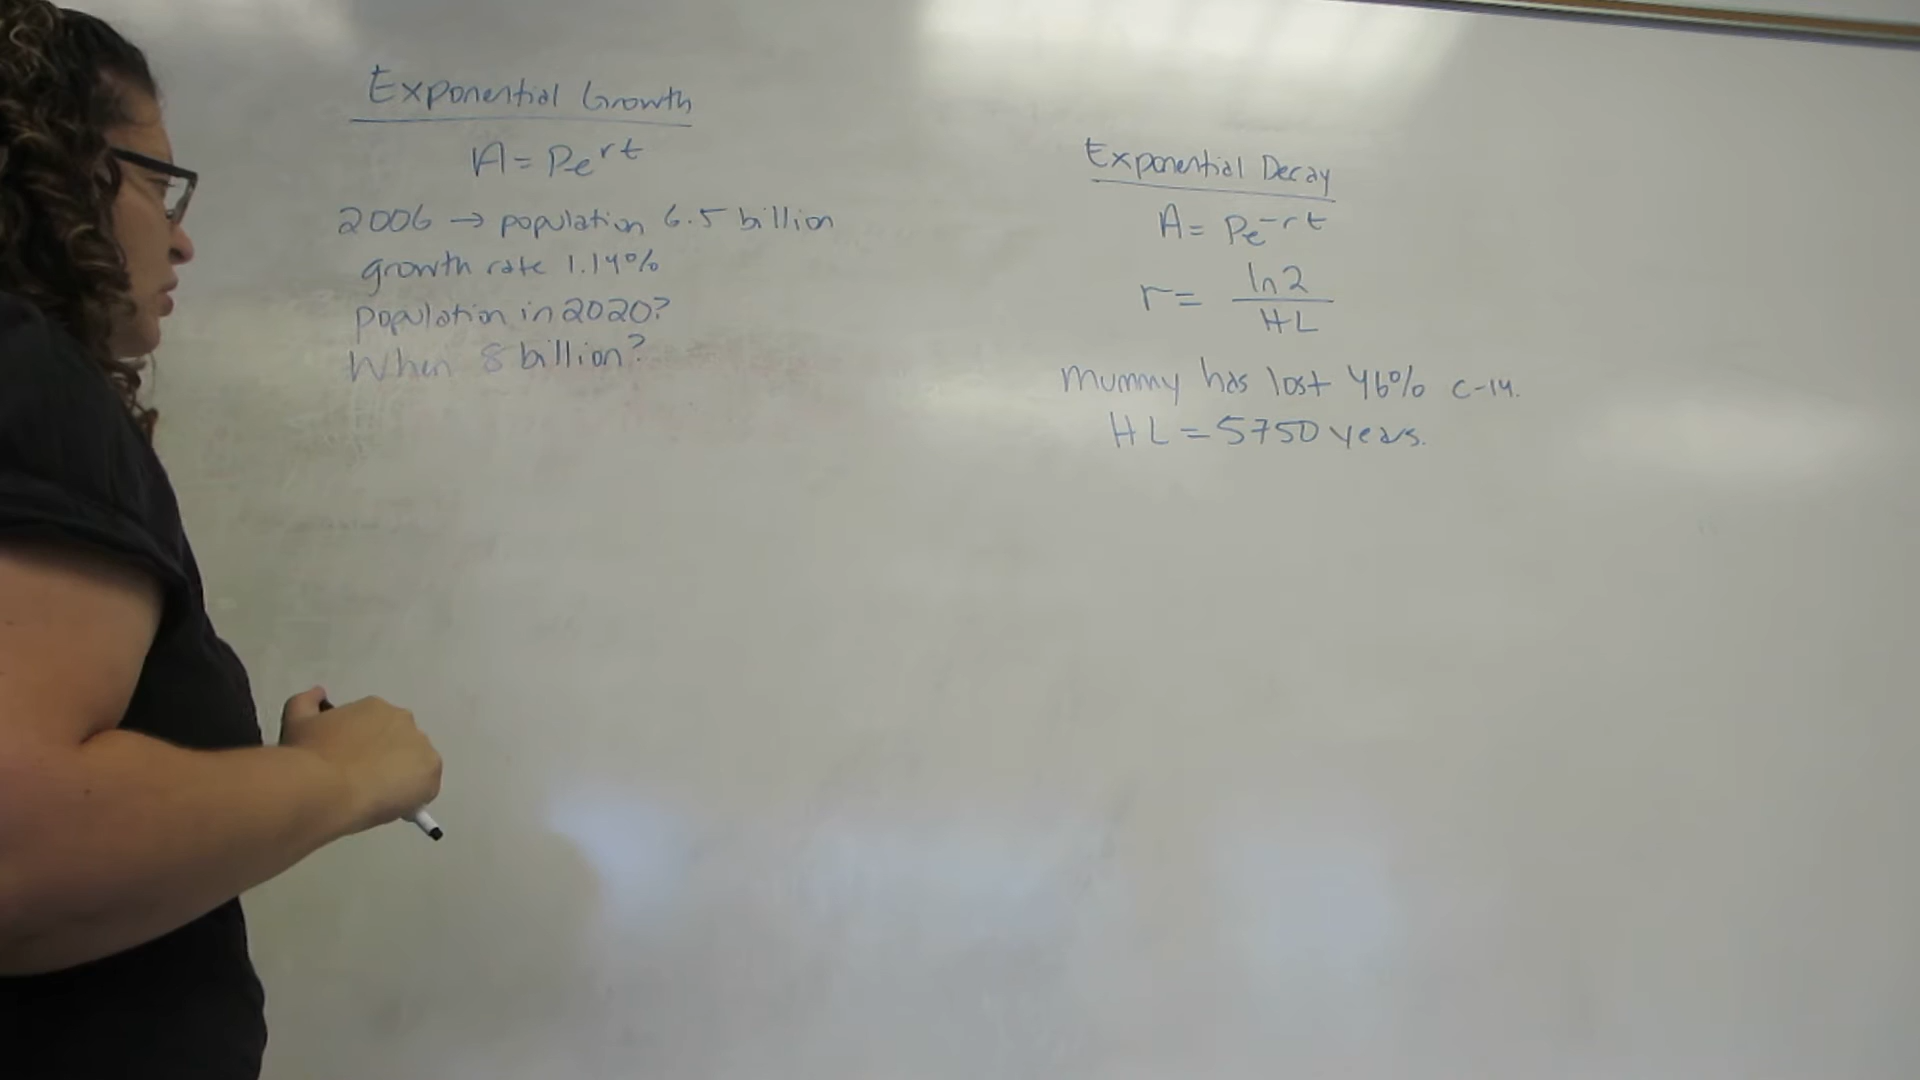 Exponential Growth
A = Pe^rt
2006 → population 6.5 billion
growth rate 1.14%
population in 2020?
When 8 billion?
Exponential Decay
A = Pe^-rt
r = ln2/HL
Mummy has lost 46% C-14.
HL = 5750 years.